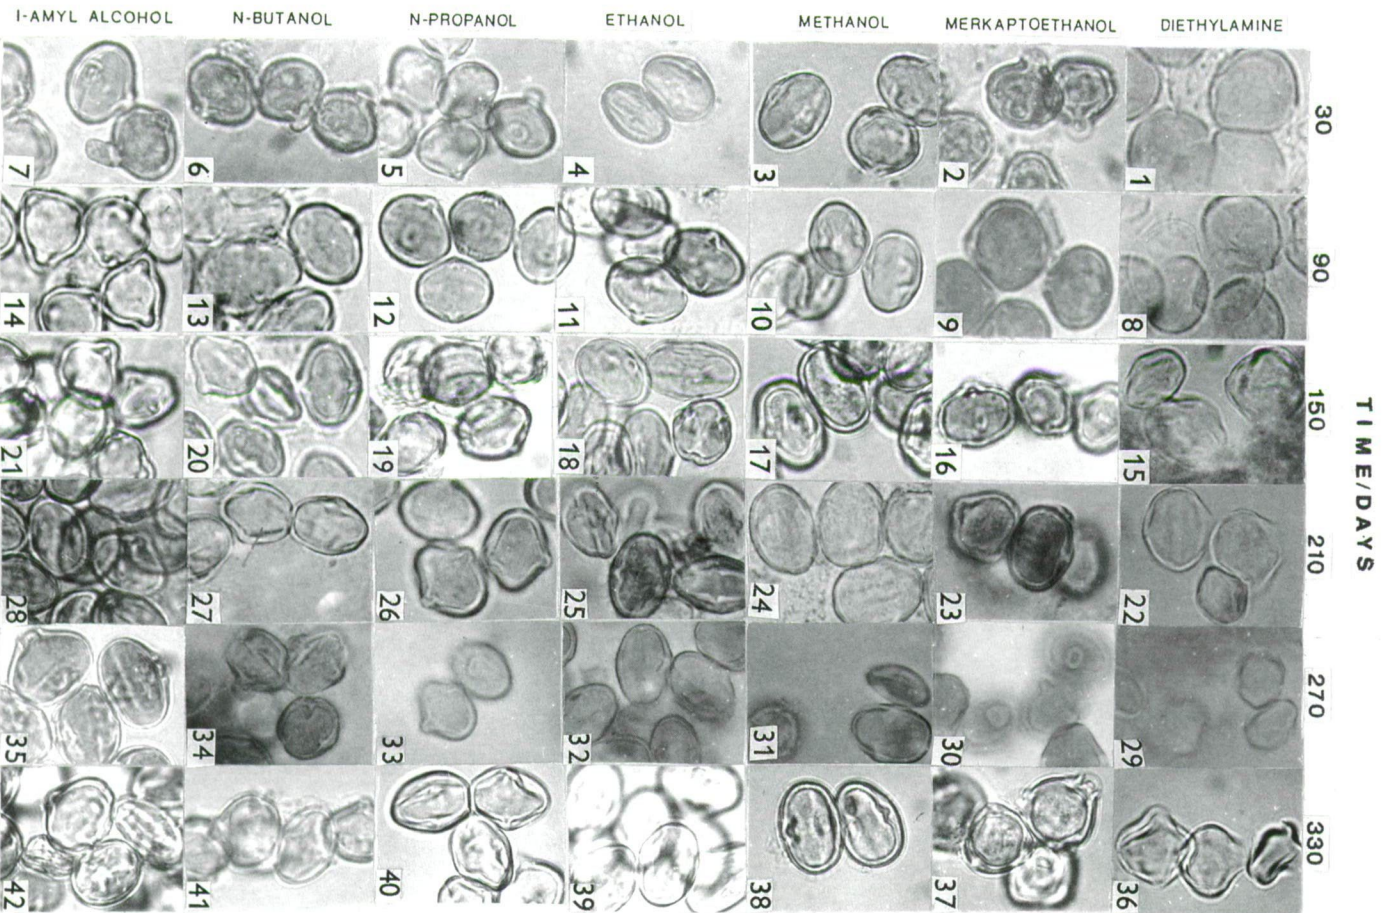 I-AMYL ALCOHOL N-BUTANOL N-PROPANOL ETHANOL METHANOL MERKAPTOETHANOL DIETHYLAMINE
7 6 5 4 3 2 1 30
14 13 12 11 10 9 8 90
21 20 19 18 17 16 15 150
28 27 26 25 24 23 22 210
35 34 33 32 31 30 29 270
42 41 40 39 38 37 36 330
TIME/DAYS